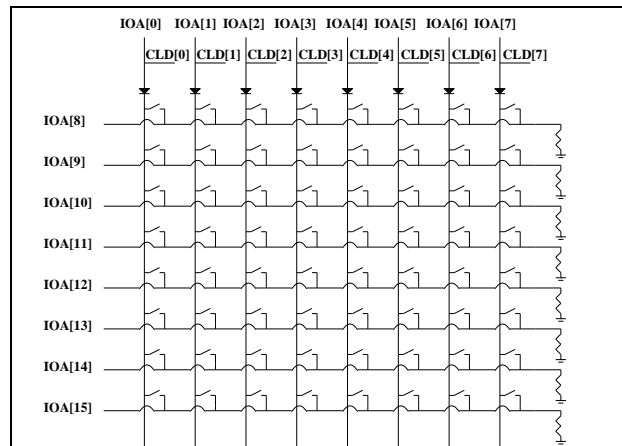 IOA[0] IOA[1] IOA[2] IOA[3] IOA[4] IOA[5] IOA[6] IOA[7]
CLD[0] CLD[1] CLD[2] CLD[3] CLD[4] CLD[5] CLD[6] CLD[7]
IOA[8]
IOA[9]
IOA[10]
IOA[11]
IOA[12]
IOA[13]
IOA[14]
IOA[15]